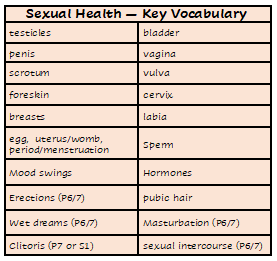 Sexual Health — Key Vocabulary
testicles bladder
penis vagina
scrotum vulva
foreskin cervix
breasts labia
egg, uterus/womb,
period/menstruation Sperm
Mood swings Hormones
Erections (P6/7) pubic hair
Wet dreams (P6/7) Masturbation (P6/7)
Clitoris (P7 or S1) sexual intercourse (P6/7)